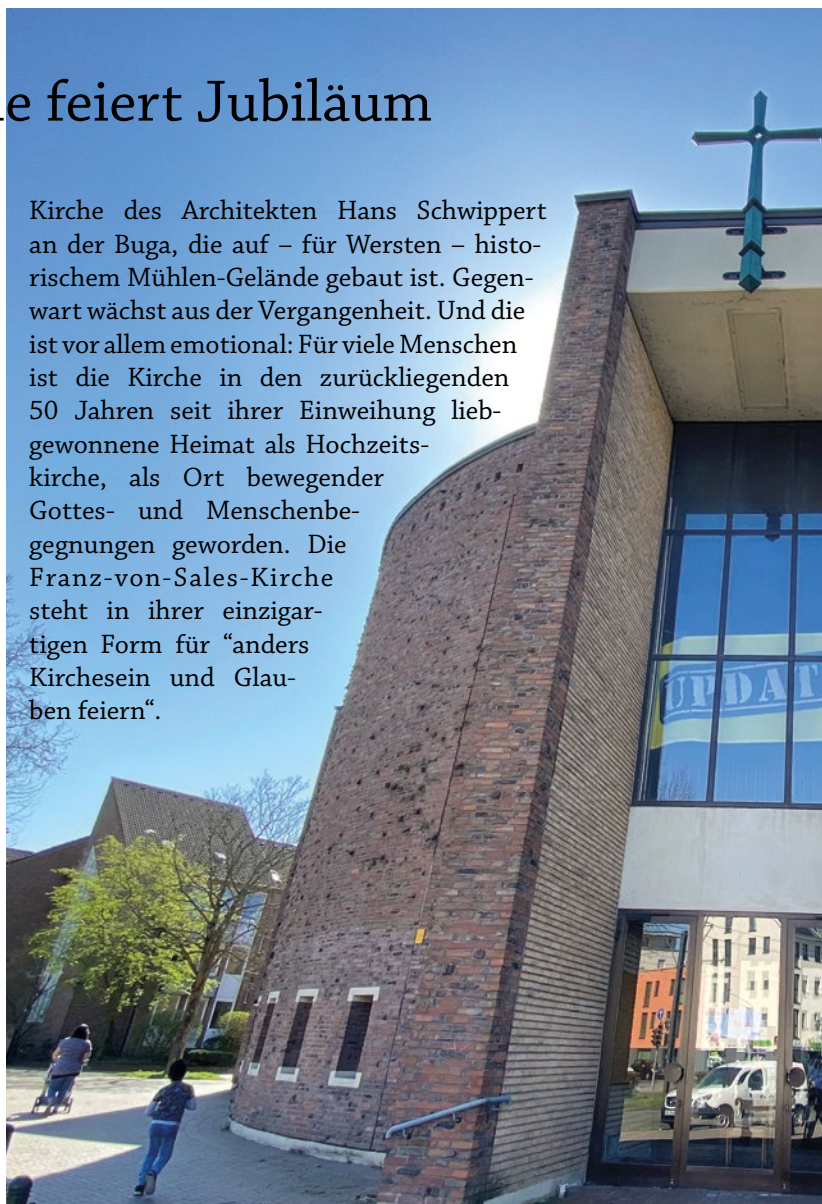 e feiert Jubiläum
Kirche des Architekten Hans Schwippert
an der Buga, die auf – für Wersten – histo-
rischem Mühlen-Gelände gebaut ist. Gegen-
wart wächst aus der Vergangenheit. Und die
ist vor allem emotional: Für viele Menschen
ist die Kirche in den zurückliegenden
50 Jahren seit ihrer Einweihung lieb-
gewonnene Heimat als Hochzeits-
kirche, als Ort bewegender
Gottes- und Menschenbe-
gegnungen geworden. Die
Franz-von-Sales-Kirche
steht in ihrer einzigar-
tigen Form für “anders
Kirchesein und Glau-
ben feiern“.
UPDAT